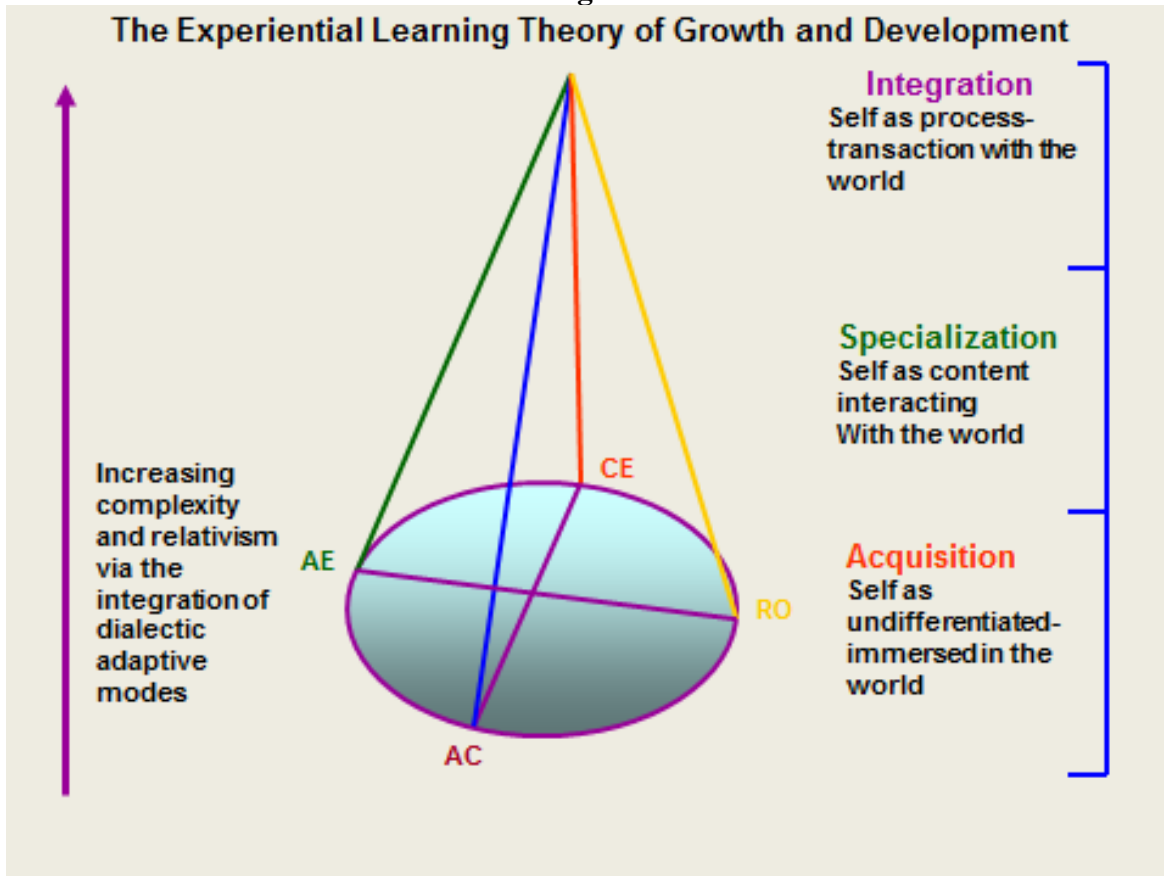 The Experiential Learning Theory of Growth and Development
Integration
Self as process-
transaction with the
world
Specialization
Self as content
interacting
With the world
Increasing
complexity
and relativism
via the
integration of
dialectic
adaptive
modes
CE
AE
RO
AC
Acquisition
Self as
undifferentiated-
immersed in the
world